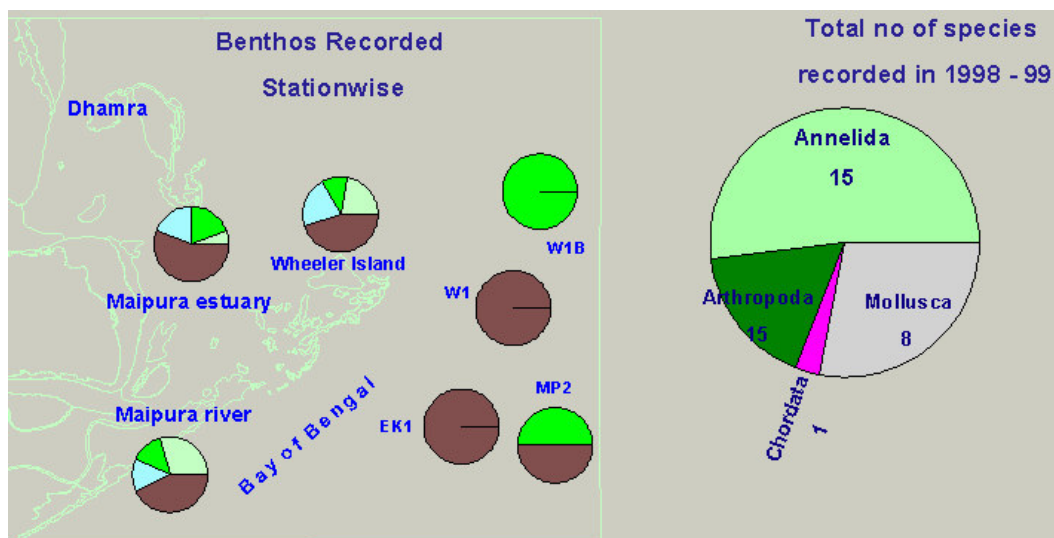 Benthos Recorded
Stationwise
Dhamra
Wheeler Island
Maipura estuary
W1B
W1
MP2
EK1
Maipura river
Bay of Bengal
Total no of species
recorded in 1998 - 99
Annelida
15
Arthropoda
15
Mollusca
8
Chordata
1